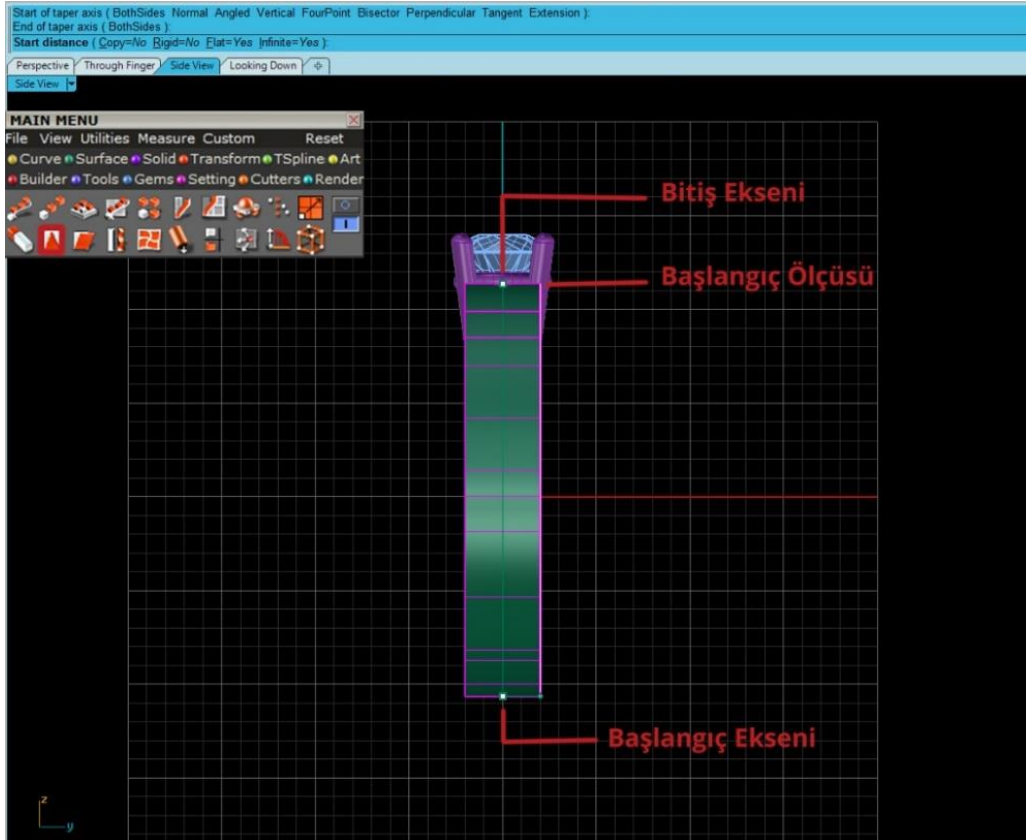 Start of taper axis ( BothSides Normal Angled Vertical FourPoint Bisector Perpendicular Tangent Extension ):
End of taper axis ( BothSides ):
Start distance ( Copy=No Rigid=No Flat=Yes Infinite=Yes ):
Perspective Through Finger Side View Looking Down
Side View
MAIN MENU
File View Utilities Measure Custom Reset
Curve Surface Solid Transform TSpline Art
Builder Tools Gems Setting Cutters Render
Bitiş Ekseni
Başlangıç Ölçüsü
Başlangıç Ekseni
z
y